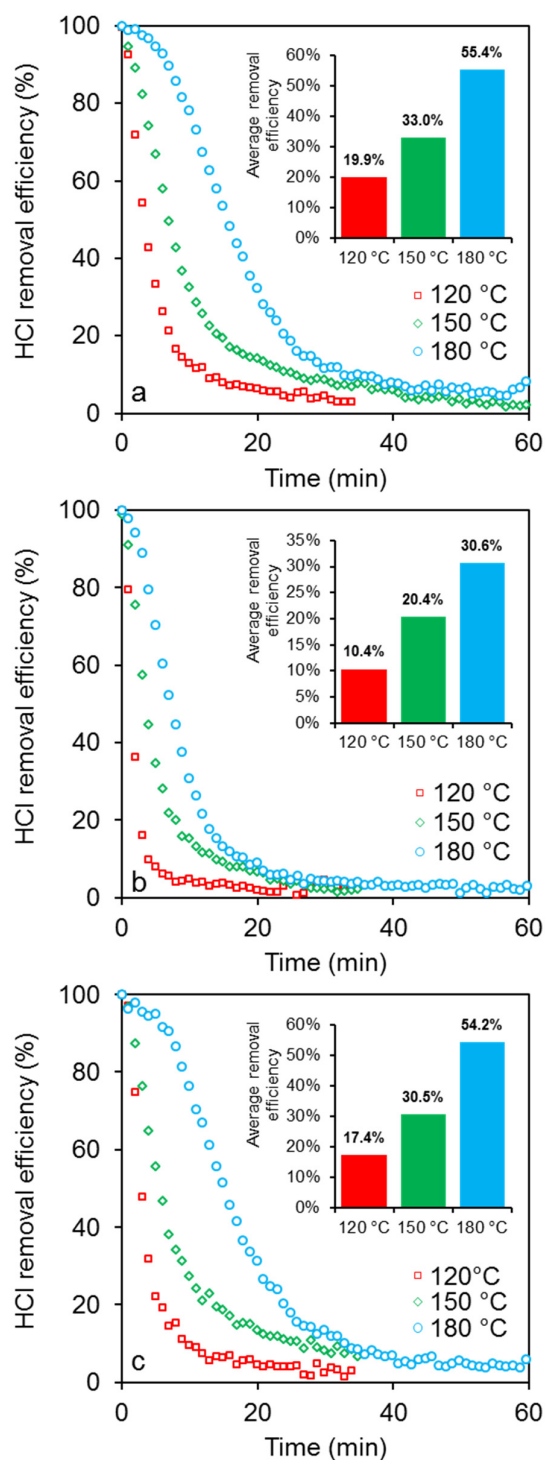 HCl removal efficiency (%)
100
80
60
40
20
0
a
0 20 40 60
Time (min)
Average removal
efficiency
60%
50%
40%
30%
20%
10%
0%
19.9%
33.0%
55.4%
120 °C 150 °C 180 °C
120 °C
150 °C
180 °C
HCl removal efficiency (%)
100
80
60
40
20
0
b
0 20 40 60
Time (min)
Average removal
efficiency
35%
30%
25%
20%
15%
10%
5%
0%
10.4%
20.4%
30.6%
120 °C 150 °C 180 °C
120 °C
150 °C
180 °C
HCl removal efficiency (%)
100
80
60
40
20
0
c
0 20 40 60
Time (min)
Average removal
efficiency
60%
50%
40%
30%
20%
10%
0%
17.4%
30.5%
54.2%
120 °C 150 °C 180 °C
120°C
150 °C
180 °C